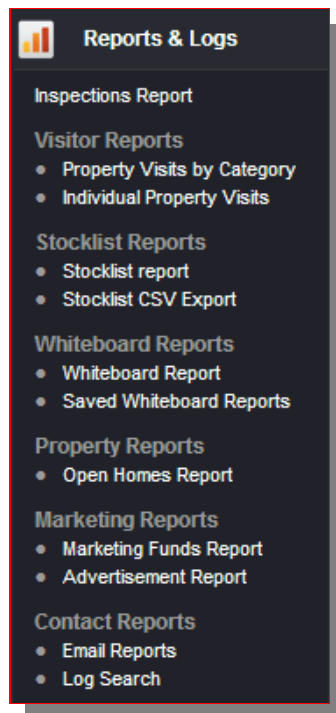 Reports & Logs
Inspections Report
Visitor Reports
Property Visits by Category
Individual Property Visits
Stocklist Reports
Stocklist report
Stocklist CSV Export
Whiteboard Reports
Whiteboard Report
Saved Whiteboard Reports
Property Reports
Open Homes Report
Marketing Reports
Marketing Funds Report
Advertisement Report
Contact Reports
Email Reports
Log Search